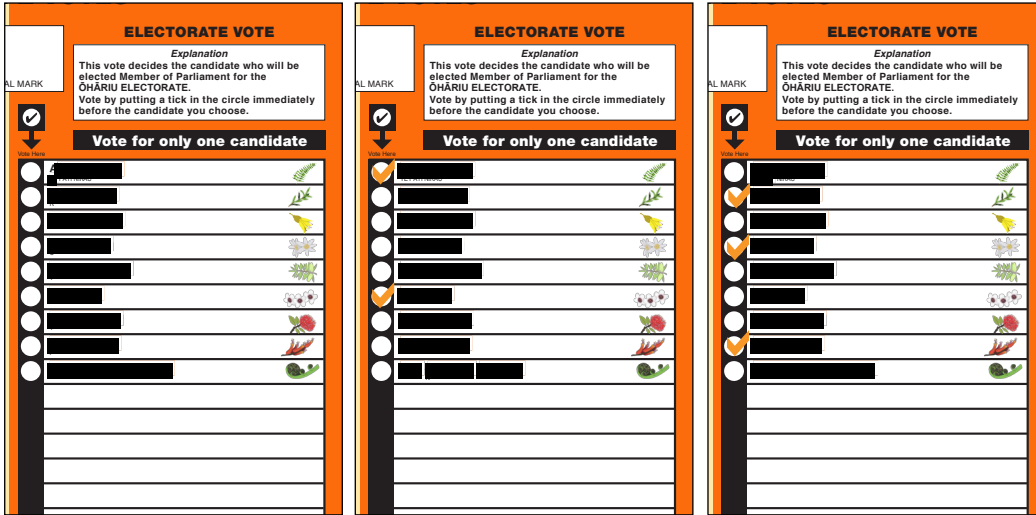 ELECTORATE VOTE
Explanation
This vote decides the candidate who will be
elected Member of Parliament for the
ŌHĀRIU ELECTORATE.
Vote by putting a tick in the circle immediately
before the candidate you choose.
AL MARK
Vote for only one candidate
Vote Here
ELECTORATE VOTE
Explanation
This vote decides the candidate who will be
elected Member of Parliament for the
ŌHĀRIU ELECTORATE.
Vote by putting a tick in the circle immediately
before the candidate you choose.
AL MARK
Vote for only one candidate
Vote Here
ELECTORATE VOTE
Explanation
This vote decides the candidate who will be
elected Member of Parliament for the
ŌHĀRIU ELECTORATE.
Vote by putting a tick in the circle immediately
before the candidate you choose.
AL MARK
Vote for only one candidate
Vote Here